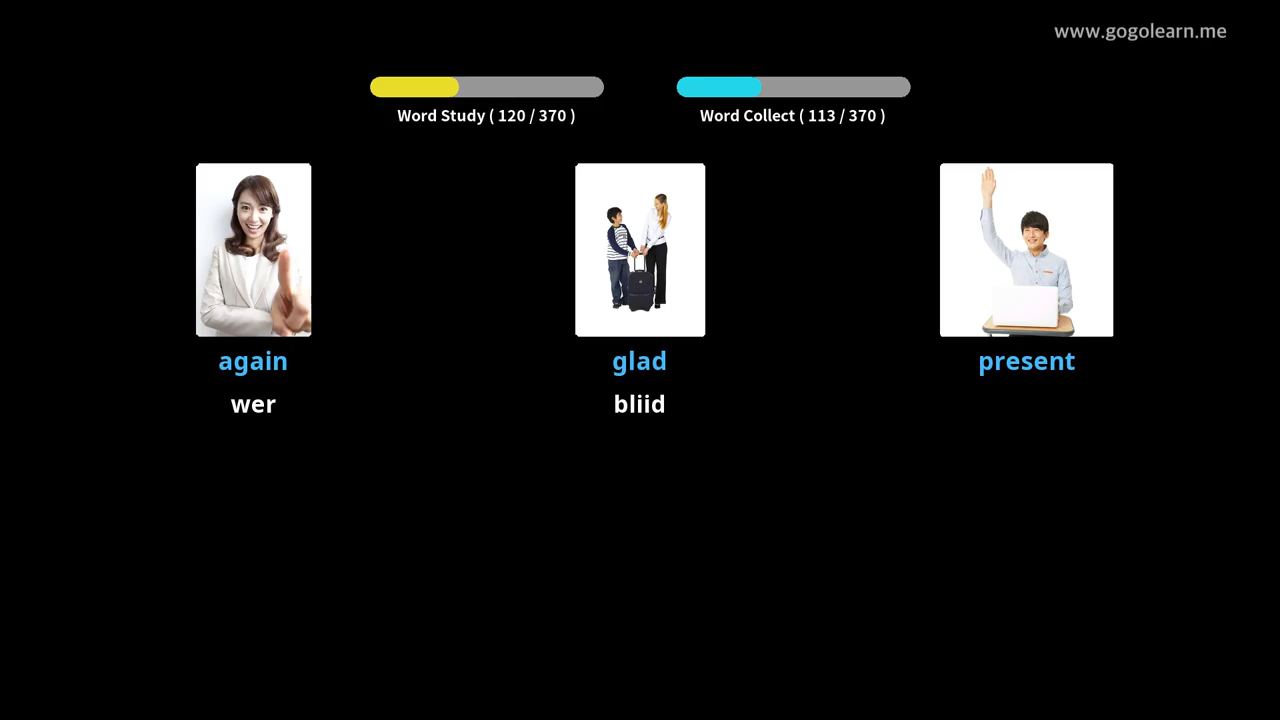 www.gogolearn.me
Word Study ( 120 / 370 )
Word Collect ( 113 / 370 )
again
glad
present
wer
bliid